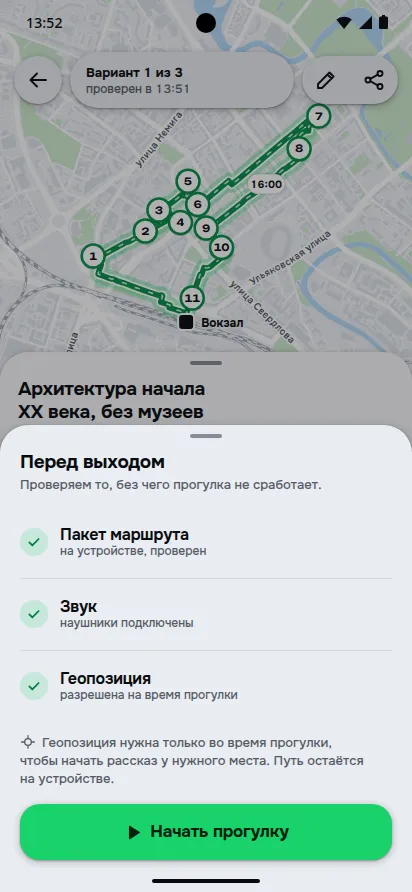 13:52
Вариант 1 из 3
проверен в 13:51
улица Немига
7
8
16:00
5
6
3
4
2
9
10
1
Ульяновская улица
улица Свердлова
11
Вокзал
Архитектура начала
XX века, без музеев
Перед выходом
Проверяем то, без чего прогулка не сработает.
Пакет маршрута
на устройстве, проверен
Звук
наушники подключены
Геопозиция
разрешена на время прогулки
Геопозиция нужна только во время прогулки,
чтобы начать рассказ у нужного места. Путь остаётся
на устройстве.
Начать прогулку